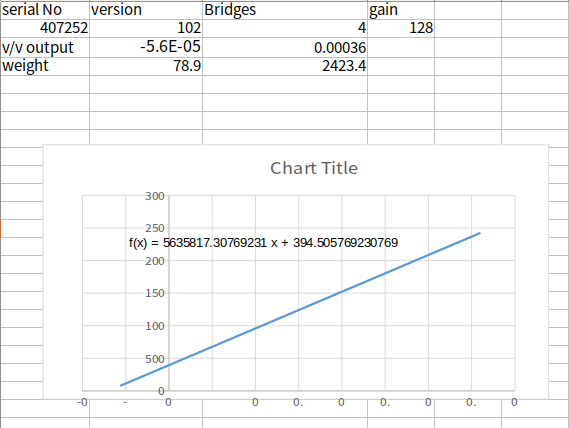 serial No version Bridges gain
407252 102 4 128
v/v output -5.6E-05 0.00036
weight 78.9 2423.4
Chart Title
300
250
f(x) = 5635817.30769231 x + 394.505769230769
200
150
100
500
0
-0 - 0 0 0. 0 0. 0 0. 0